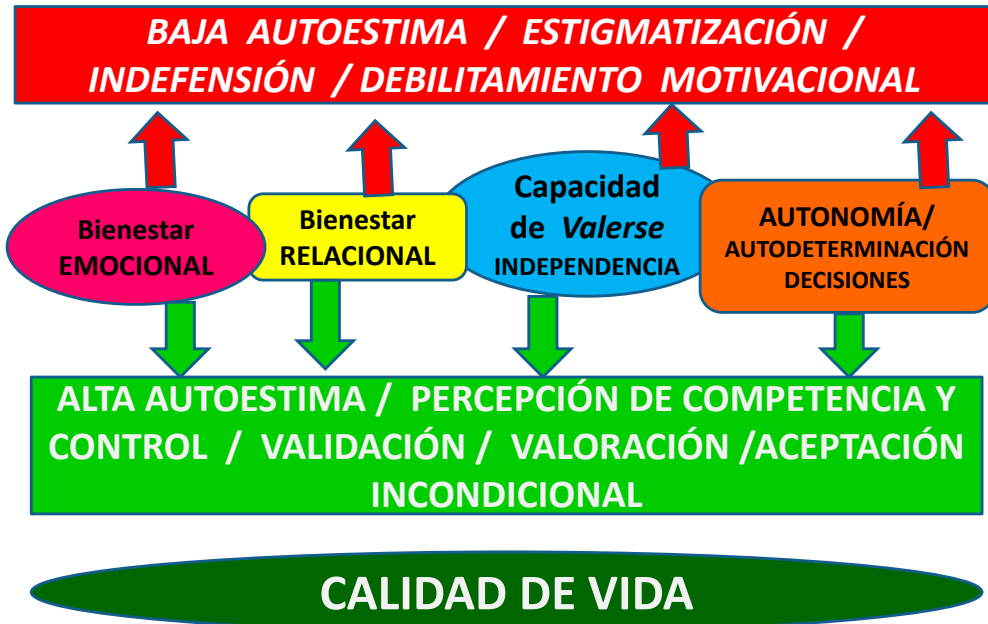 BAJA AUTOESTIMA / ESTIGMATIZACIÓN /
INDEFENSIÓN / DEBILITAMIENTO MOTIVACIONAL
Bienestar
EMOCIONAL
Bienestar
RELACIONAL
Capacidad
de Valerse
INDEPENDENCIA
AUTONOMÍA/
AUTODETERMINACIÓN
DECISIONES
ALTA AUTOESTIMA / PERCEPCIÓN DE COMPETENCIA Y
CONTROL / VALIDACIÓN / VALORACIÓN /ACEPTACIÓN
INCONDICIONAL
CALIDAD DE VIDA